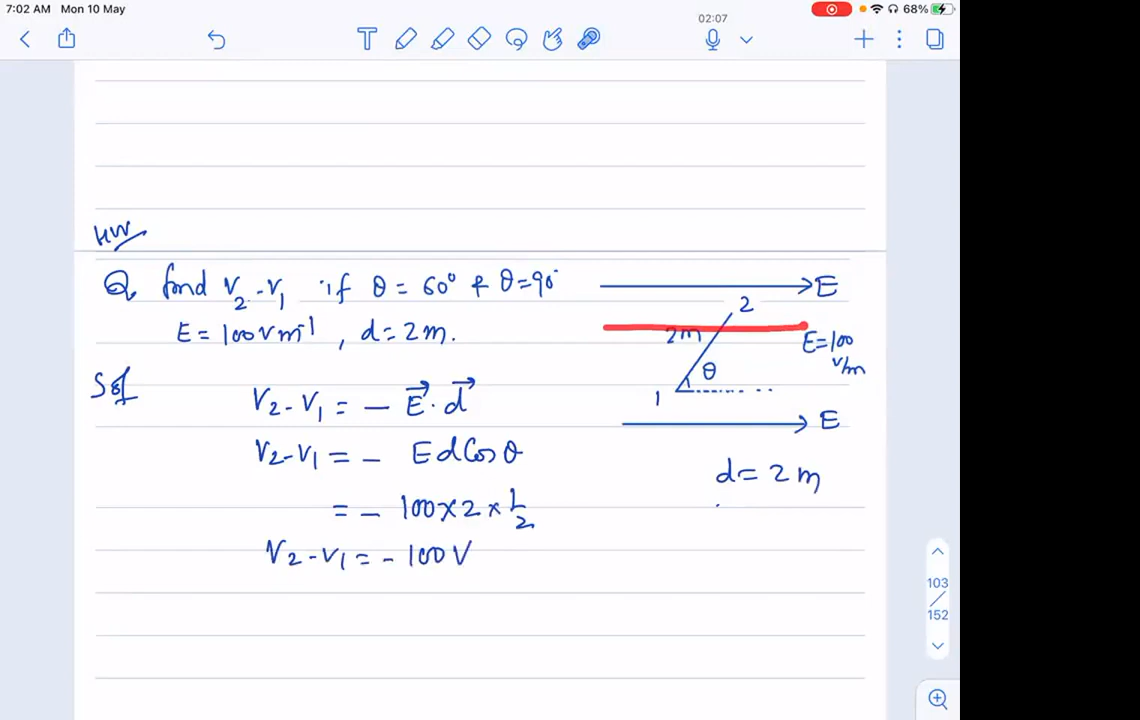 7:02 AM Mon 10 May
68%
02:07
HW
Q find V₂-V₁ if θ = 60° & θ=90°
E = 100 V m⁻¹, d = 2m.
Sol
V₂-V₁ = - E⃗ . d⃗
V₂-V₁ = - Ed Cos θ
= - 100 × 2 × 1/2
V₂-V₁ = - 100 V
E
2
2m
E=100
V/m
θ
1
E
d = 2 m
103
/
152